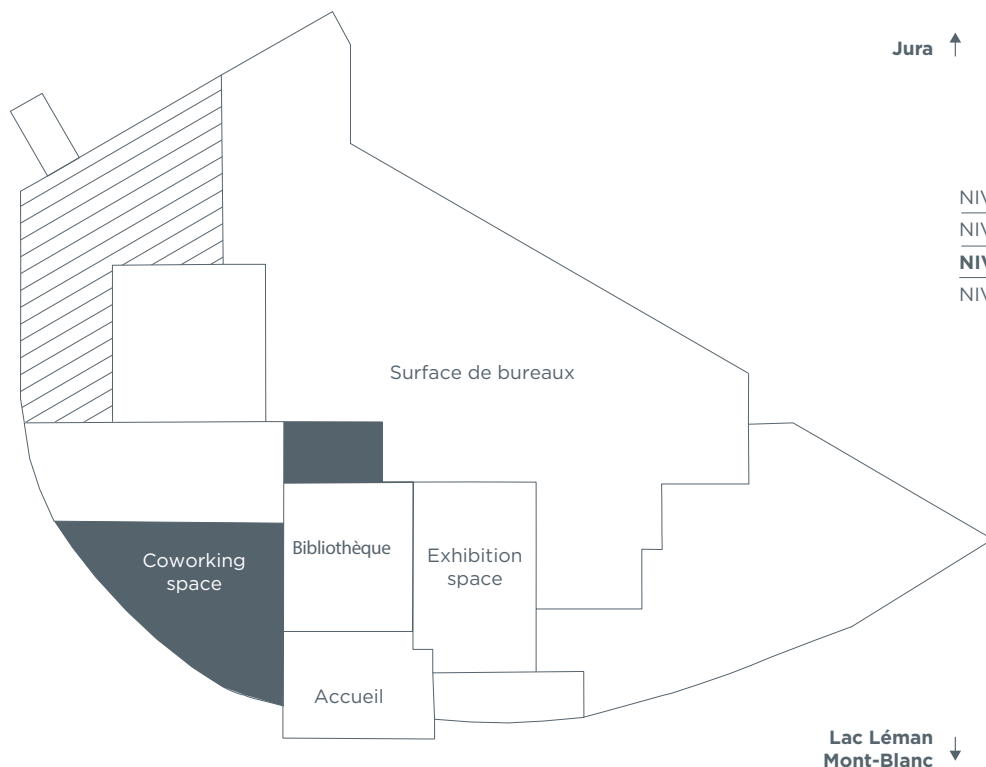 Jura
NIV
NIV
NIV
NIV
Surface de bureaux
Coworking
space
Bibliothèque
Exhibition
space
Accueil
Lac Léman
Mont-Blanc